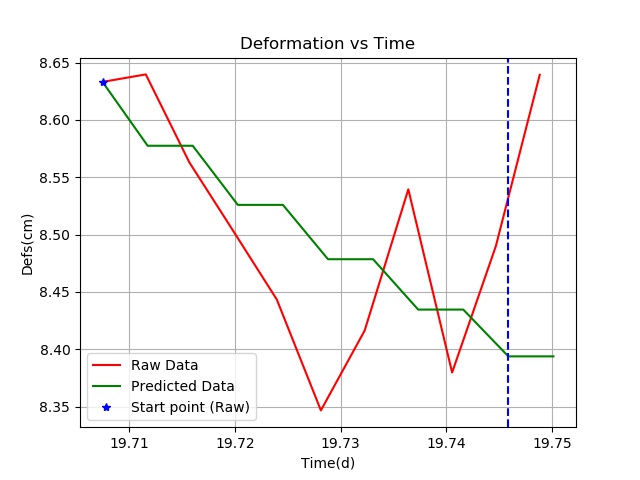 Deformation vs Time
Defs(cm)
8.65
8.60
8.55
8.50
8.45
8.40
8.35
Raw Data
Predicted Data
Start point (Raw)
19.71 19.72 19.73 19.74 19.75
Time(d)